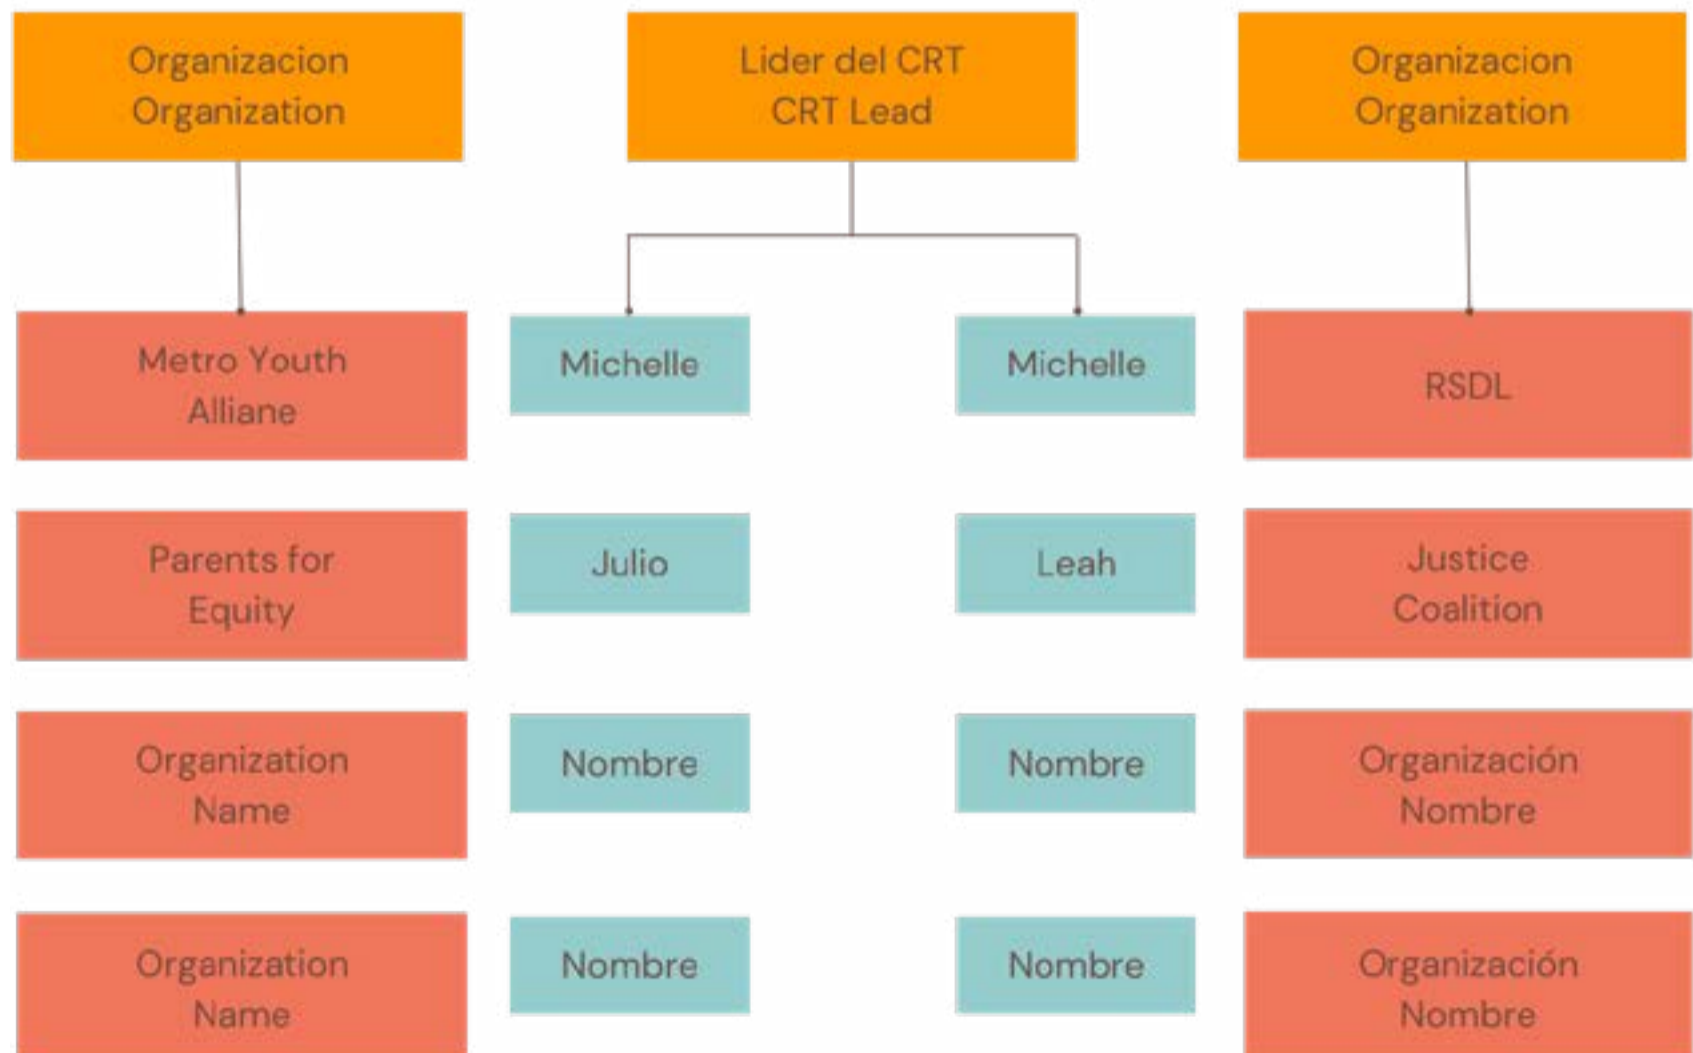 Organizacion
Organization
Lider del CRT
CRT Lead
Organizacion
Organization
Metro Youth
Alliane
Michelle
Michelle
RSDL
Parents for
Equity
Julio
Leah
Justice
Coalition
Organization
Name
Nombre
Nombre
Organización
Nombre
Organization
Name
Nombre
Nombre
Organización
Nombre